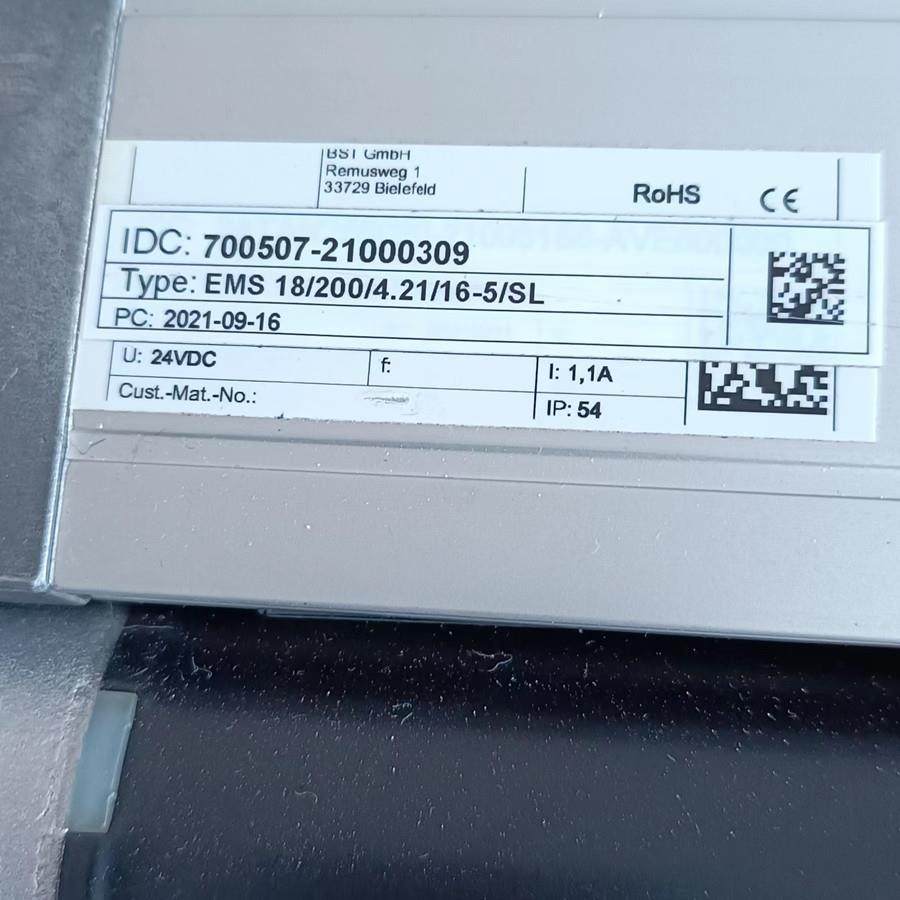 BST GmbH
Remusweg 1
33729 Bielefeld
RoHS CE
IDC: 700507-21000309
Type: EMS 18/200/4.21/16-5/SL
PC: 2021-09-16
U: 24VDC f: I: 1,1A
Cust.-Mat.-No.: IP: 54